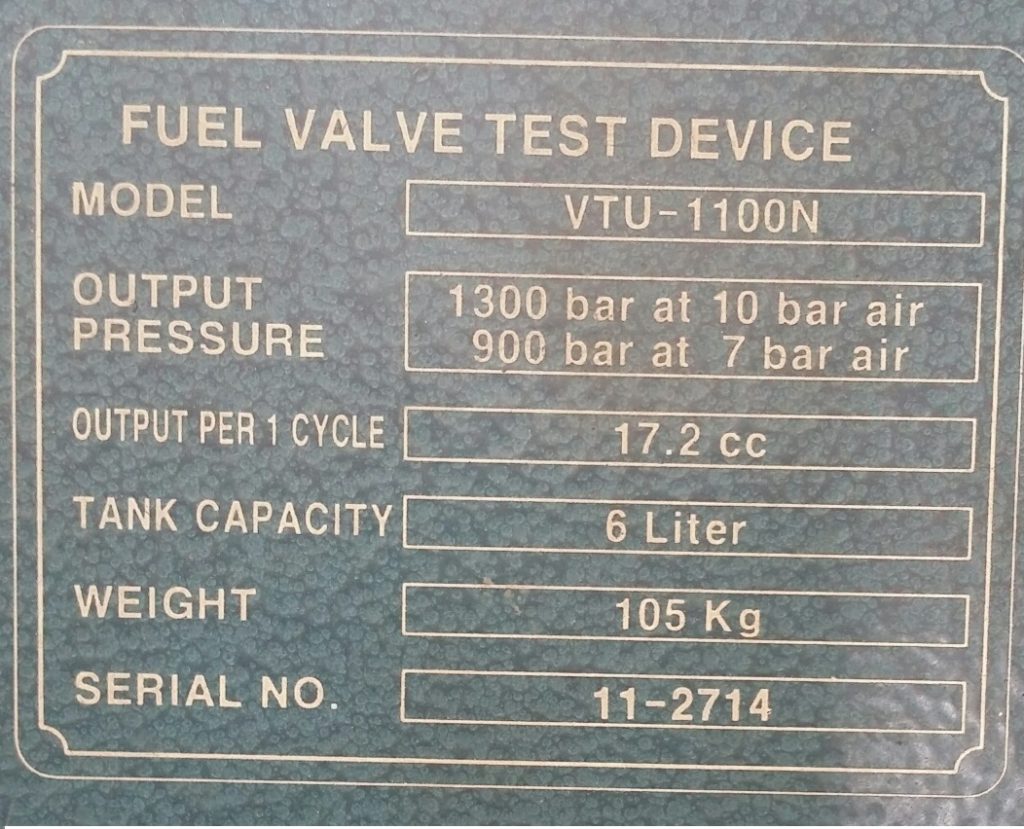 FUEL VALVE TEST DEVICE
MODEL VTU-1100N
OUTPUT PRESSURE 1300 bar at 10 bar air
900 bar at 7 bar air
OUTPUT PER 1 CYCLE 17.2 cc
TANK CAPACITY 6 Liter
WEIGHT 105 Kg
SERIAL NO. 11-2714